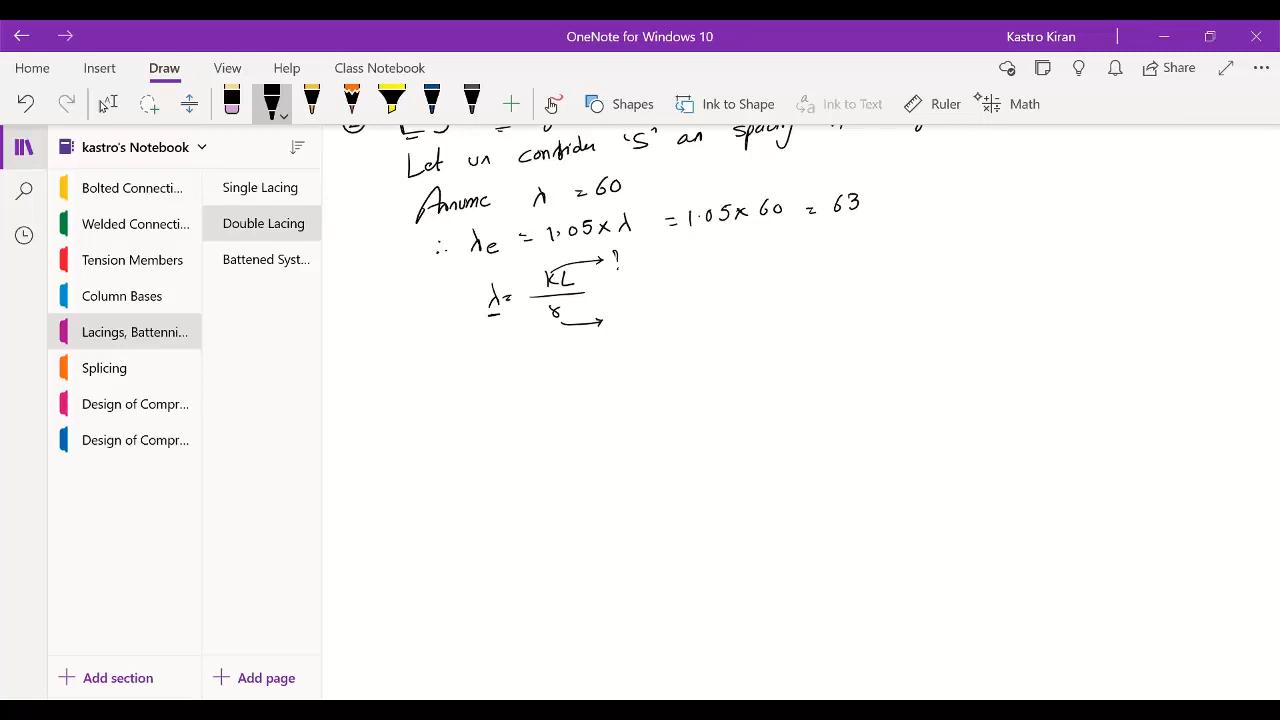 OneNote for Windows 10
Kastro Kiran
Home Insert Draw View Help Class Notebook
Share
Shapes
Ink to Shape
Ink to Text
Ruler
Math
kastro's Notebook
Bolted Connecti...
Welded Connecti...
Tension Members
Column Bases
Lacings, Battenni...
Splicing
Design of Compr...
Design of Compr...
Add section
Single Lacing
Double Lacing
Battened Syst...
Add page
Let us consider 'S' as spacing
Assume λ = 60
∴ λe = 1.05 x λ = 1.05 x 60 = 63
λ = KL / r
?